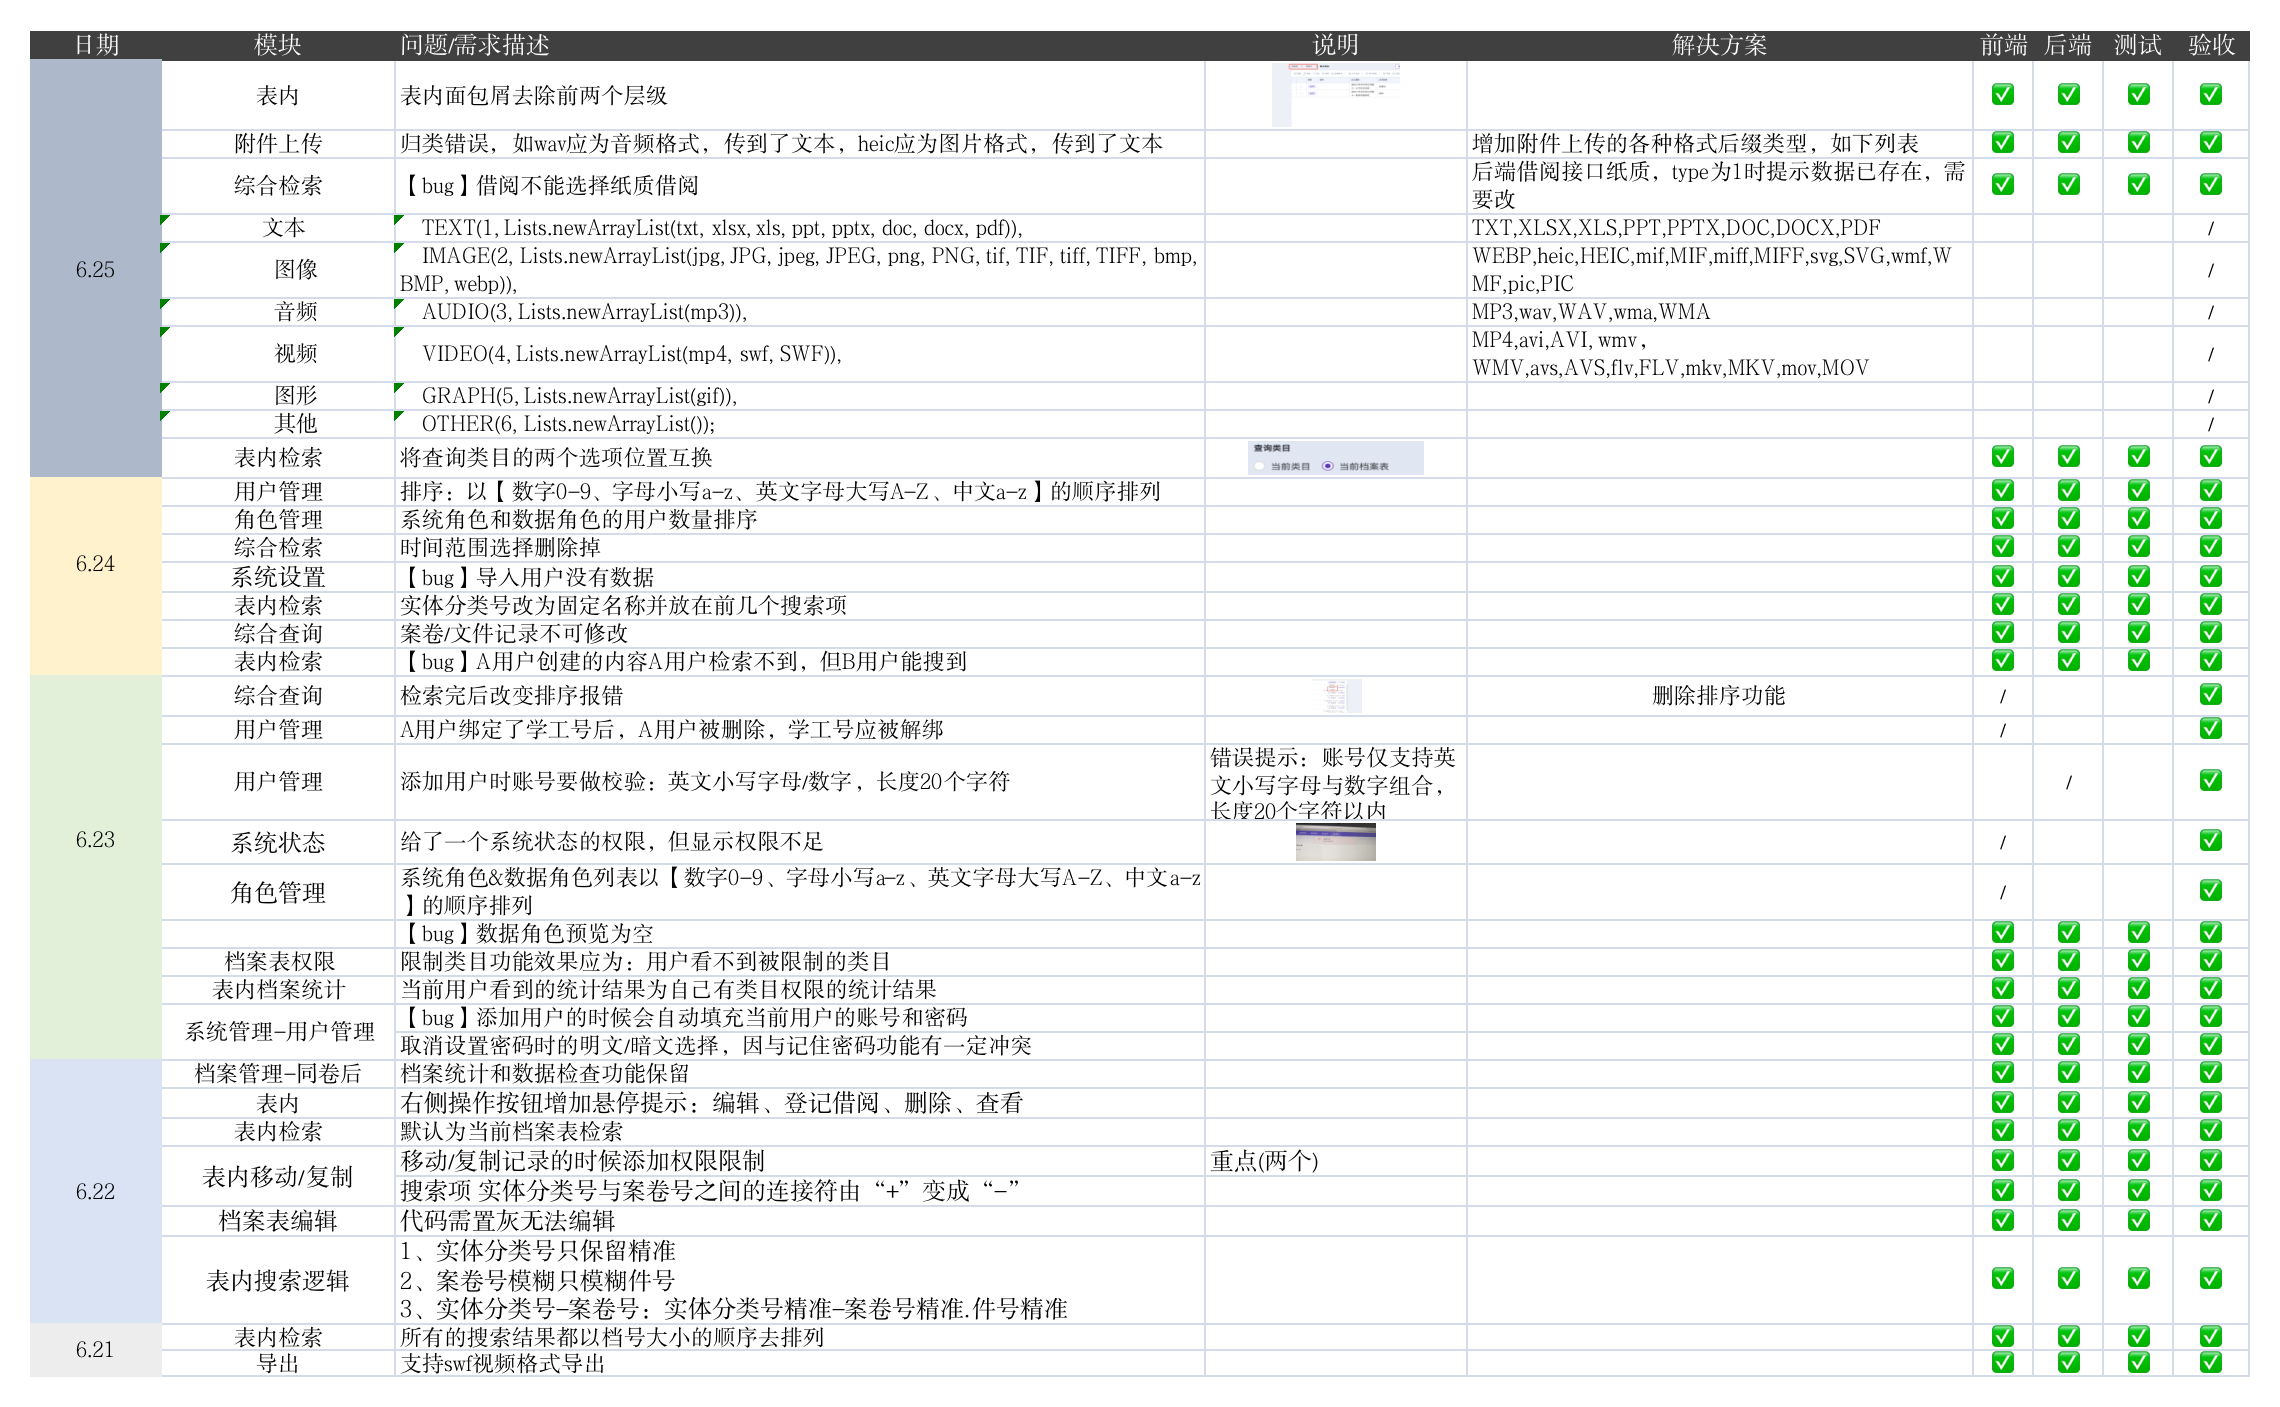 日期 模块 问题/需求描述 说明 解决方案 前端 后端 测试 验收
6.25
表内 表内面包屑去除前两个层级 ✅ ✅ ✅ ✅
附件上传 归类错误，如wav应为音频格式，传到了文本，heic应为图片格式，传到了文本 增加附件上传的各种格式后缀类型，如下列表 ✅ ✅ ✅ ✅
综合检索 【bug】借阅不能选择纸质借阅 后端借阅接口纸质，type为1时提示数据已存在，需
要改 ✅ ✅ ✅ ✅
文本 TEXT(1, Lists.newArrayList(txt, xlsx, xls, ppt, pptx, doc, docx, pdf)), TXT,XLSX,XLS,PPT,PPTX,DOC,DOCX,PDF /
图像 IMAGE(2, Lists.newArrayList(jpg, JPG, jpeg, JPEG, png, PNG, tif, TIF, tiff, TIFF, bmp,
BMP, webp)), WEBP,heic,HEIC,mif,MIF,miff,MIFF,svg,SVG,wmf,W
MF,pic,PIC /
音频 AUDIO(3, Lists.newArrayList(mp3)), MP3,wav,WAV,wma,WMA /
视频 VIDEO(4, Lists.newArrayList(mp4, swf, SWF)), MP4,avi,AVI, wmv，
WMV,avs,AVS,flv,FLV,mkv,MKV,mov,MOV /
图形 GRAPH(5, Lists.newArrayList(gif)), /
其他 OTHER(6, Lists.newArrayList()); /
表内检索 将查询类目的两个选项位置互换 查询类目
当前类目 当前档案表 ✅ ✅ ✅ ✅
6.24
用户管理 排序：以【数字0-9、字母小写a-z、英文字母大写A-Z、中文a-z】的顺序排列 ✅ ✅ ✅ ✅
角色管理 系统角色和数据角色的用户数量排序 ✅ ✅ ✅ ✅
综合检索 时间范围选择删除掉 ✅ ✅ ✅ ✅
系统设置 【bug】导入用户没有数据 ✅ ✅ ✅ ✅
表内检索 实体分类号改为固定名称并放在前几个搜索项 ✅ ✅ ✅ ✅
综合查询 案卷/文件记录不可修改 ✅ ✅ ✅ ✅
表内检索 【bug】A用户创建的内容A用户检索不到，但B用户能搜到 ✅ ✅ ✅ ✅
6.23
综合查询 检索完后改变排序报错 删除排序功能 / ✅
用户管理 A用户绑定了学工号后，A用户被删除，学工号应被解绑 / ✅
用户管理 添加用户时账号要做校验：英文小写字母/数字，长度20个字符 错误提示：账号仅支持英
文小写字母与数字组合，
长度20个字符以内 / ✅
系统状态 给了一个系统状态的权限，但显示权限不足 / ✅
角色管理 系统角色&数据角色列表以【数字0-9、字母小写a-z、英文字母大写A-Z、中文a-z
】的顺序排列 / ✅
【bug】数据角色预览为空 ✅ ✅ ✅ ✅
档案表权限 限制类目功能效果应为：用户看不到被限制的类目 ✅ ✅ ✅ ✅
表内档案统计 当前用户看到的统计结果为自己有类目权限的统计结果 ✅ ✅ ✅ ✅
系统管理-用户管理 【bug】添加用户的时候会自动填充当前用户的账号和密码 ✅ ✅ ✅ ✅
取消设置密码时的明文/暗文选择，因与记住密码功能有一定冲突 ✅ ✅ ✅ ✅
6.22
档案管理-同卷后 档案统计和数据检查功能保留 ✅ ✅ ✅ ✅
表内 右侧操作按钮增加悬停提示：编辑、登记借阅、删除、查看 ✅ ✅ ✅ ✅
表内检索 默认为当前档案表检索 ✅ ✅ ✅ ✅
表内移动/复制 移动/复制记录的时候添加权限限制 重点(两个) ✅ ✅ ✅ ✅
搜索项 实体分类号与案卷号之间的连接符由“+”变成“-” ✅ ✅ ✅ ✅
档案表编辑 代码需置灰无法编辑 ✅ ✅ ✅ ✅
表内搜索逻辑 1、实体分类号只保留精准
2、案卷号模糊只模糊件号
3、实体分类号-案卷号：实体分类号精准-案卷号精准.件号精准 ✅ ✅ ✅ ✅
6.21
表内检索 所有的搜索结果都以档号大小的顺序去排列 ✅ ✅ ✅ ✅
导出 支持swf视频格式导出 ✅ ✅ ✅ ✅